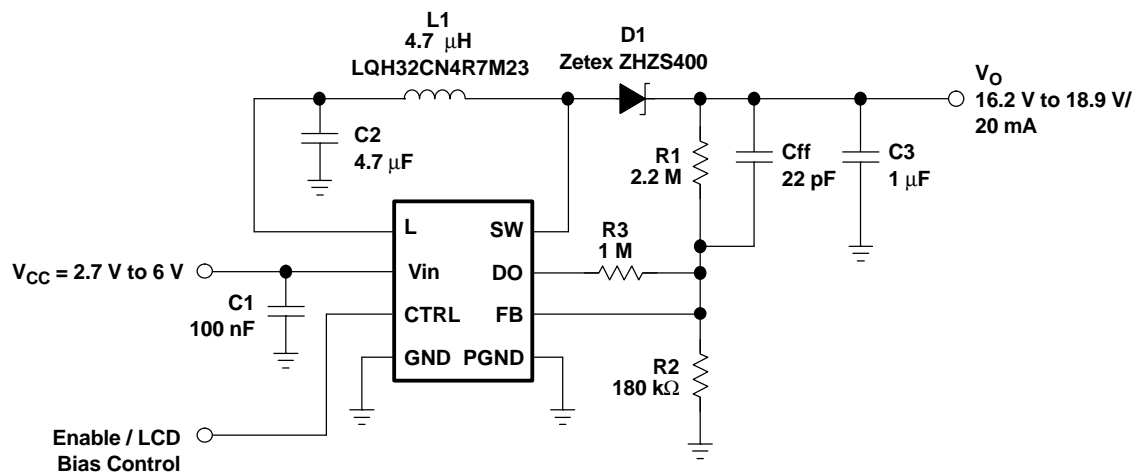 L1
4.7 μH
LQH32CN4R7M23
D1
Zetex ZHZS400
VO
16.2 V to 18.9 V/
20 mA
C2
4.7 μF
R1
2.2 M
Cff
22 pF
C3
1 μF
L
SW
R3
1 M
VCC = 2.7 V to 6 V
Vin
DO
C1
100 nF
CTRL
FB
GND
PGND
R2
180 kΩ
Enable / LCD
Bias Control